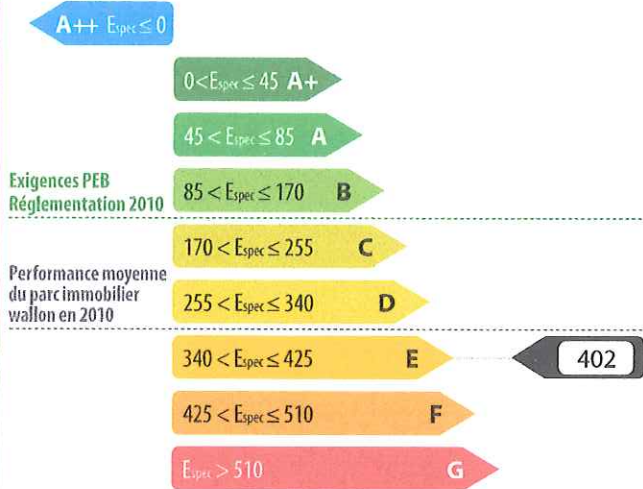 A++ Espec ≤ 0
0 < Espec ≤ 45 A+
45 < Espec ≤ 85 A
Exigences PEB
Réglementation 2010
85 < Espec ≤ 170 B
170 < Espec ≤ 255 C
Performance moyenne
du parc immobilier
wallon en 2010
255 < Espec ≤ 340 D
340 < Espec ≤ 425 E
402
425 < Espec ≤ 510 F
Espec > 510 G